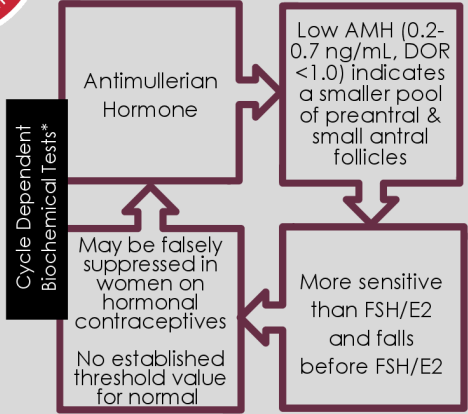 Cycle Dependent
Biochemical Tests*
Antimullerian
Hormone
Low AMH (0.2-
0.7 ng/mL, DOR
<1.0) indicates
a smaller pool
of preantral &
small antral
follicles
More sensitive
than FSH/E2
and falls
before FSH/E2
May be falsely
suppressed in
women on
hormonal
contraceptives
No established
threshold value
for normal